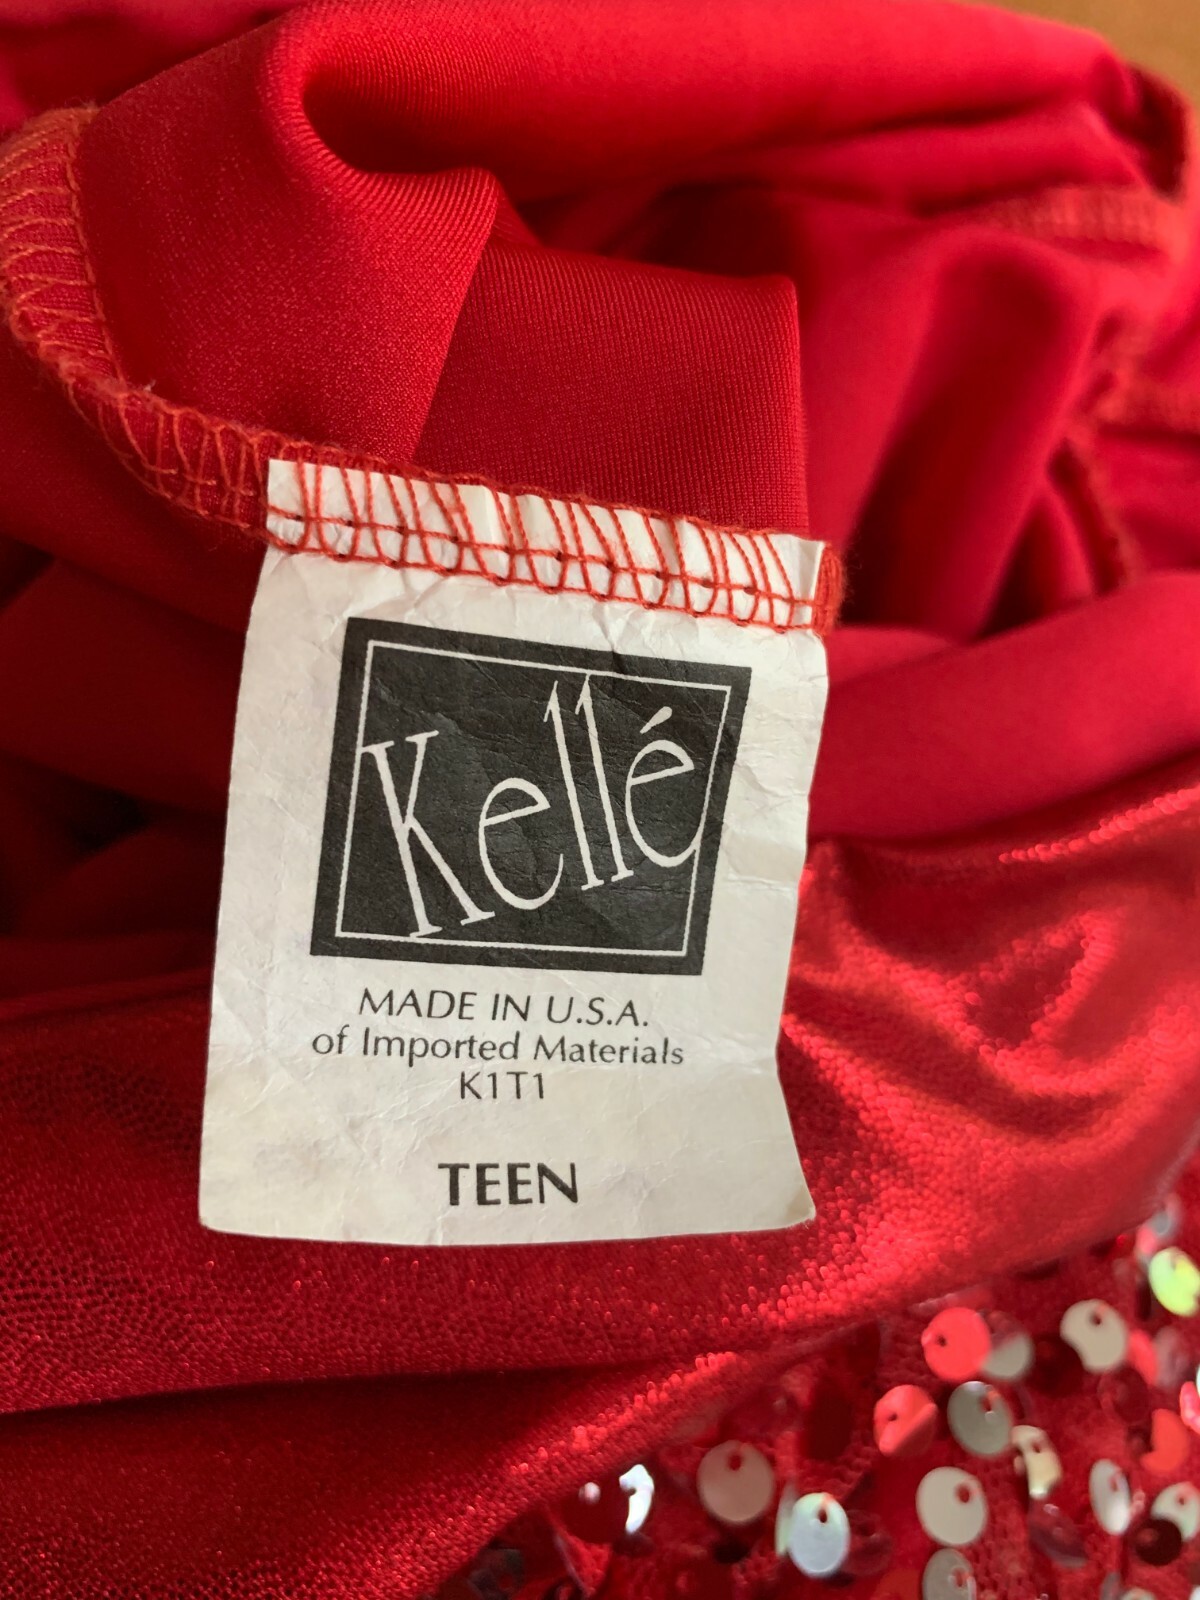 Kellé
MADE IN U.S.A.
of Imported Materials
K1T1
TEEN